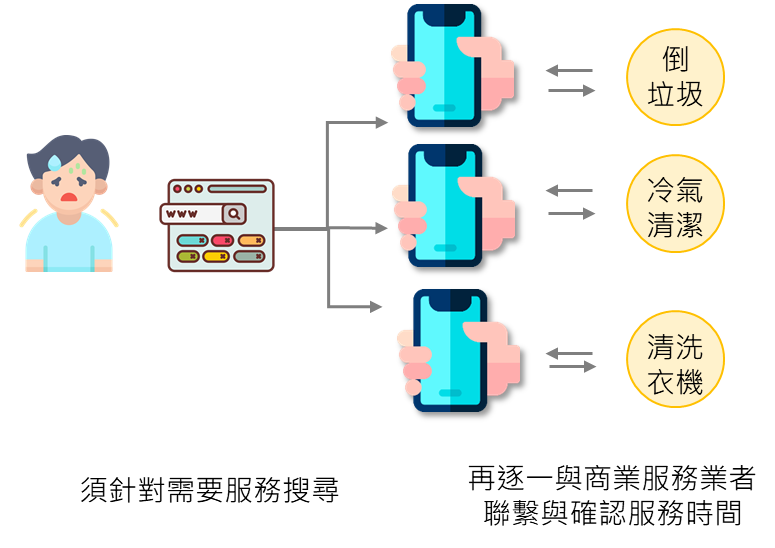 倒
垃圾
冷氣
清潔
www
清洗
衣機
須針對需要服務搜尋
再逐一與商業服務業者
聯繫與確認服務時間